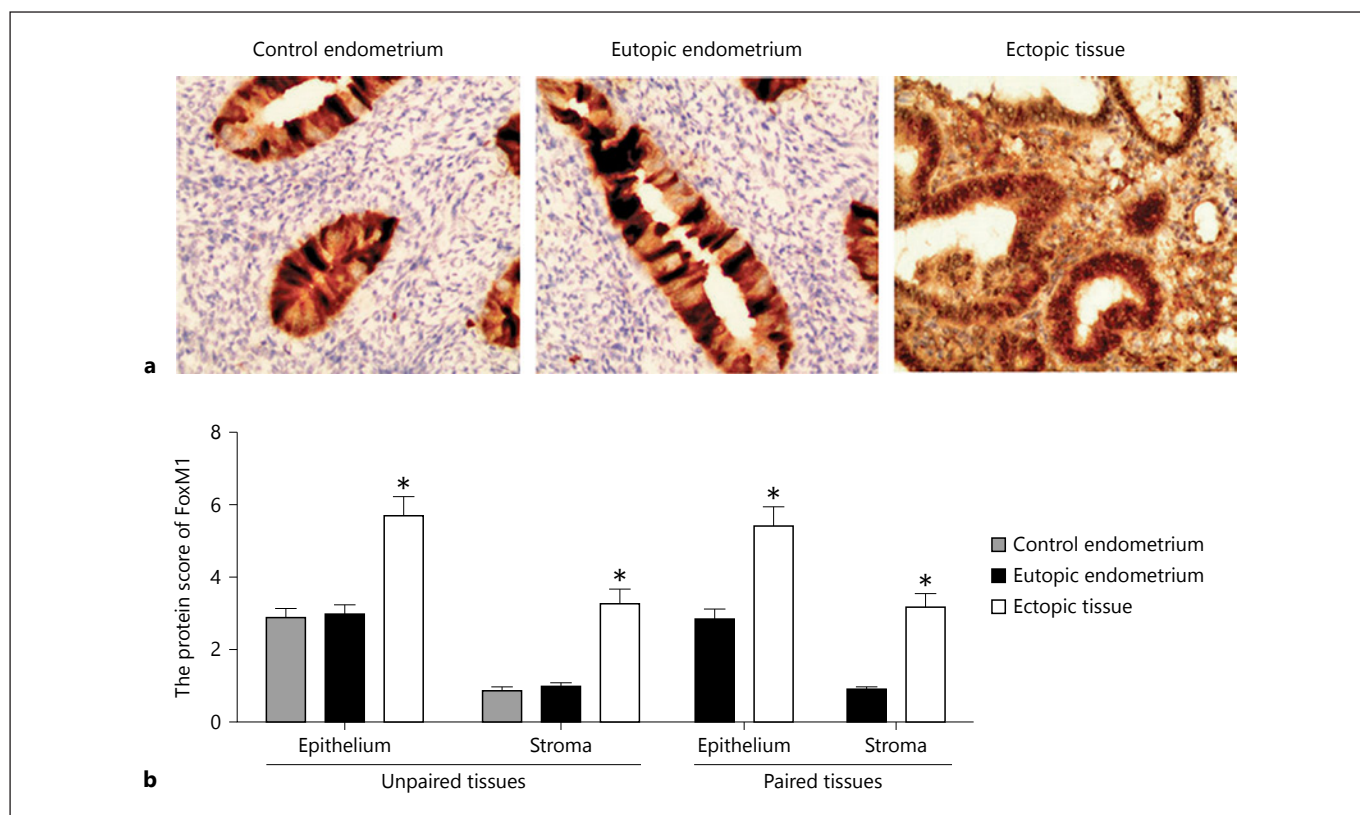 Control endometrium
Eutopic endometrium
Ectopic tissue
a
8
6
4
2
0
The protein score of FoxM1
*
*
*
*
Control endometrium
Eutopic endometrium
Ectopic tissue
Epithelium
Stroma
Epithelium
Stroma
Unpaired tissues
Paired tissues
b